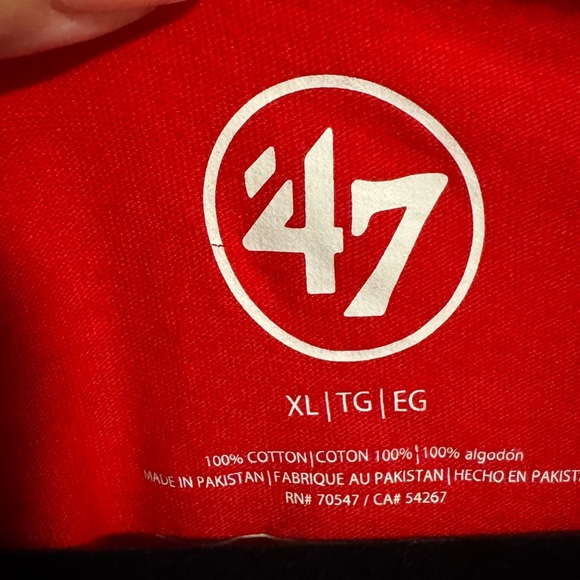 '47
XL | TG | EG
100% COTTON | COTON 100% | 100% algodón
MADE IN PAKISTAN | FABRIQUE AU PAKISTAN | HECHO EN
RN# 70547 / CA# 54267